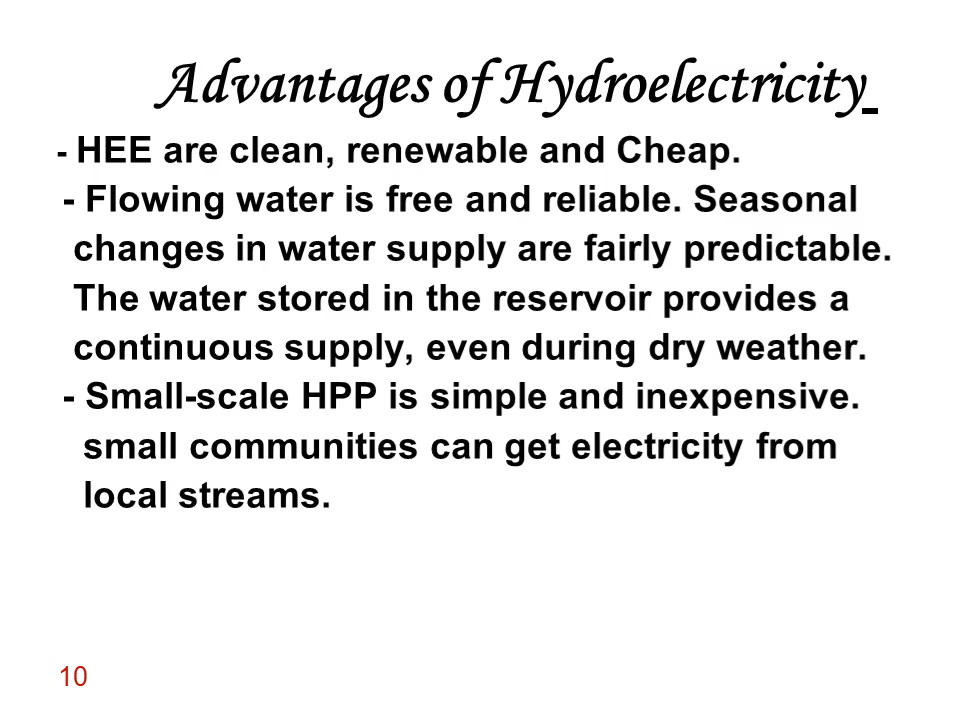 Advantages of Hydroelectricity
- HEE are clean, renewable and Cheap.
- Flowing water is free and reliable. Seasonal
changes in water supply are fairly predictable.
The water stored in the reservoir provides a
continuous supply, even during dry weather.
- Small-scale HPP is simple and inexpensive.
small communities can get electricity from
local streams.
10